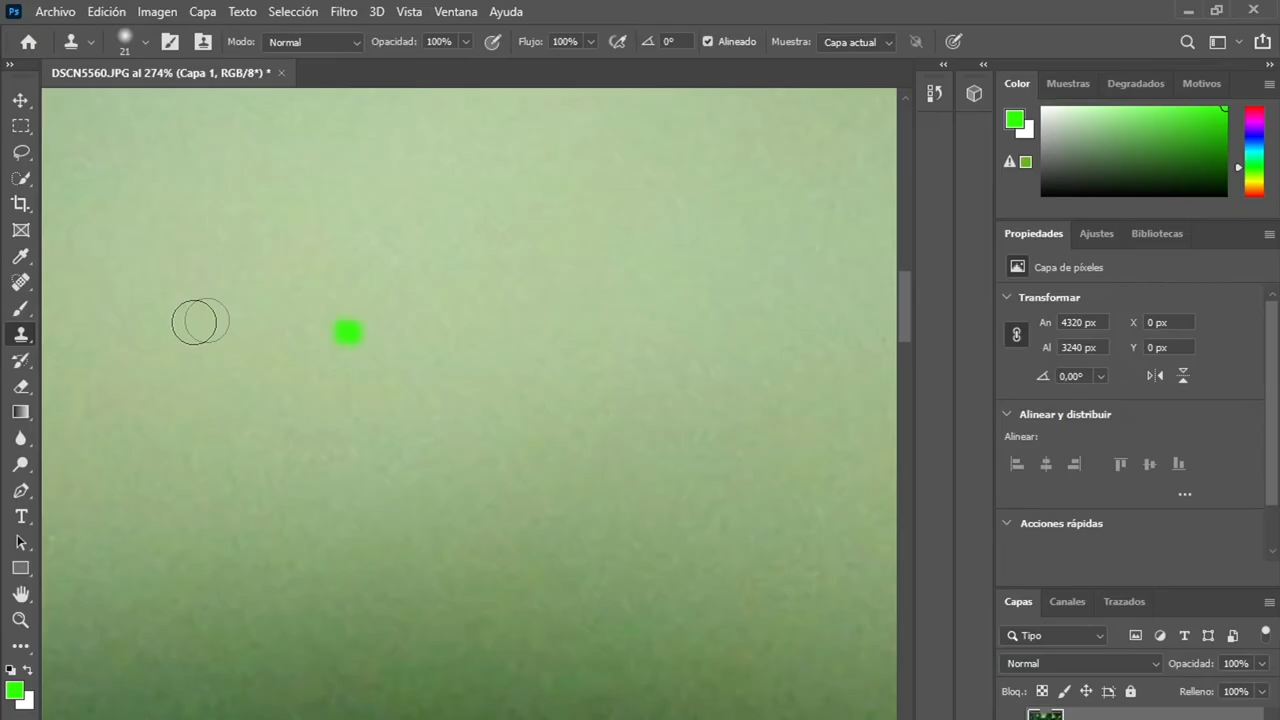 Ps Archivo Edición Imagen Capa Texto Selección Filtro 3D Vista Ventana Ayuda
21 Modo: Normal Opacidad: 100% Flujo: 100% 0° Alineado Muestra: Capa actual
DSCN5560.JPG al 274% (Capa 1, RGB/8*) *
Color Muestras Degradados Motivos
Propiedades Ajustes Bibliotecas
Capa de píxeles
Transformar
An 4320 px X 0 px
Al 3240 px Y 0 px
0,00°
Alinear y distribuir
Alinear:
Acciones rápidas
Capas Canales Trazados
Tipo
Normal Opacidad: 100%
Bloq.: Relleno: 100%